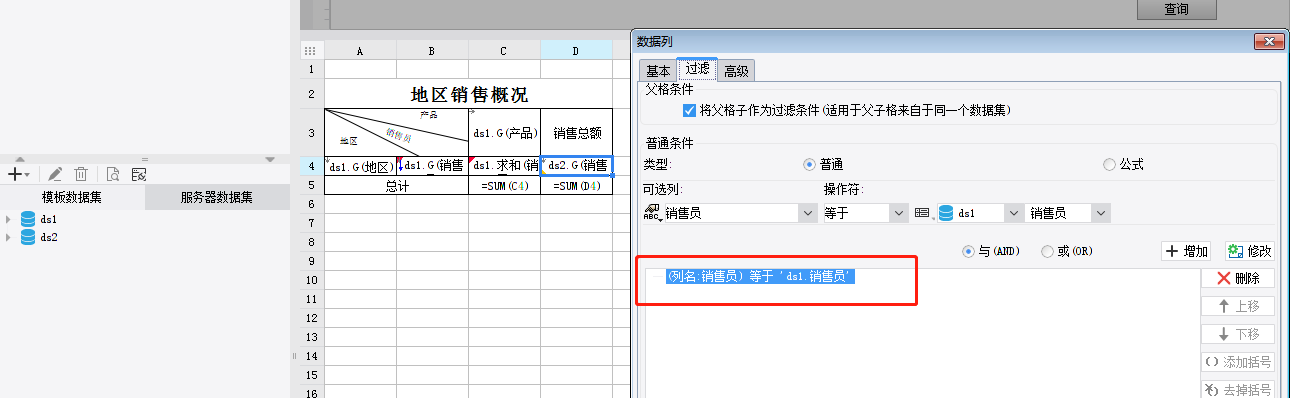 查询
数据列
基本 过滤 高级
父格条件
将父格子作为过滤条件(适用于父子格来自于同一个数据集)
普通条件
类型: 普通 公式
可选列: 操作符:
ABC 销售员 等于 ds1 销售员
与(AND) 或(OR) 增加 修改
(列名:销售员) 等于 'ds1.销售员'
删除
上移
下移
添加括号
去掉括号
A B C D
1
2 地区销售概况
3 产品 销售员 地区 ds1.G(产品) 销售总额
4 ds1.G(地区) ds1.G(销售 ds1.求和(销 ds2.G(销售
5 总计 =SUM(C4) =SUM(D4)
6
7
8
9
10
11
12
13
14
15
16
模板数据集 服务器数据集
ds1
ds2